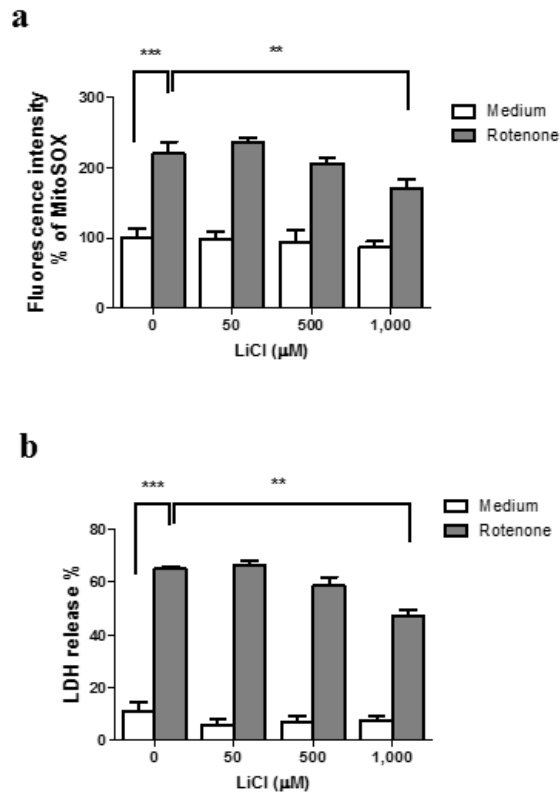 a
*** **
Medium
Rotenone
Fluorescence intensity
% of MitoSOX
300
200
100
0
0 50 500 1,000
LiCl (μM)
b
*** **
Medium
Rotenone
LDH release %
80
60
40
20
0
0 50 500 1,000
LiCl (μM)